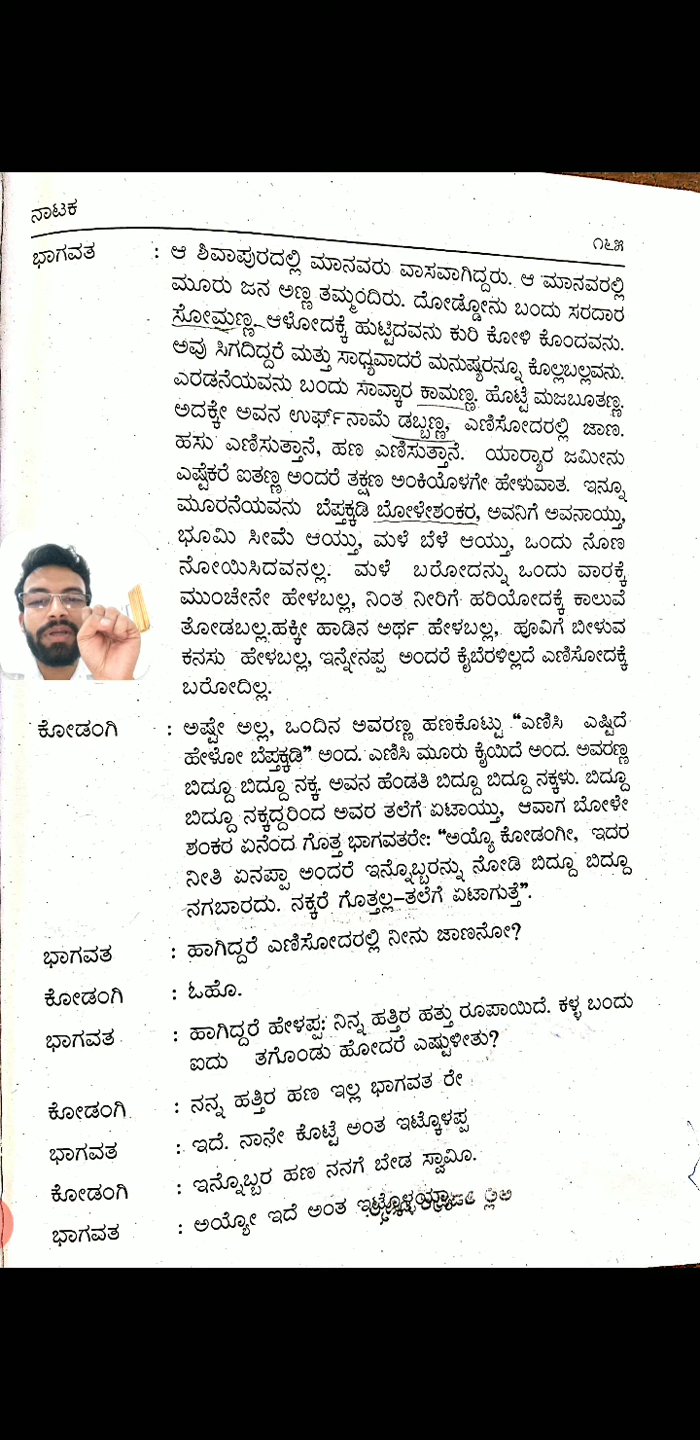 ನಾಟಕ
೧೬೫
ಭಾಗವತ : ಆ ಶಿವಾಪುರದಲ್ಲಿ ಮಾನವರು ವಾಸವಾಗಿದ್ದರು. ಆ ಮಾನವರಲ್ಲಿ
ಮೂರು ಜನ ಅಣ್ಣ ತಮ್ಮಂದಿರು. ದೊಡ್ಡೋನು ಬಂದು ಸರದಾರ
ಸೋಮಣ್ಣ. ಆಳೋದಕ್ಕೆ ಹುಟ್ಟಿದವನು ಕುರಿ ಕೋಳಿ ಕೊಂದವನು.
ಅವು ಸಿಗದಿದ್ದರೆ ಮತ್ತು ಸಾಧ್ಯವಾದರೆ ಮನುಷ್ಯರನ್ನೂ ಕೊಲ್ಲಬಲ್ಲವನು.
ಎರಡನೆಯವನು ಬಂದು ಸಾವ್ಕಾರ ಕಾಮಣ್ಣ. ಹೊಟ್ಟೆ ಮಜಬೂತಣ್ಣ.
ಅದಕ್ಕೇ ಅವನ ಉರ್ಫ್‌ನಾಮೆ ಡಬ್ಬಣ್ಣ, ಎಣಿಸೋದರಲ್ಲಿ ಜಾಣ.
ಹಸು ಎಣಿಸುತ್ತಾನೆ, ಹಣ ಎಣಿಸುತ್ತಾನೆ. ಯಾರ‍್ಯಾರ ಜಮೀನು
ಎಷ್ಟೆಕರೆ ಐತಣ್ಣ ಅಂದರೆ ತಕ್ಷಣ ಅಂಕಿಯೊಳಗೇ ಹೇಳುವಾತ. ಇನ್ನೂ
ಮೂರನೆಯವನು ಬೆಪ್ತಕ್ಕಡಿ ಬೋಳೇಶಂಕರ, ಅವನಿಗೆ ಅವನಾಯ್ತು,
ಭೂಮಿ ಸೀಮೆ ಆಯ್ತು, ಮಳೆ ಬೆಳೆ ಆಯ್ತು, ಒಂದು ನೊಣ
ನೋಯಿಸಿದವನಲ್ಲ. ಮಳೆ ಬರೋದನ್ನು ಒಂದು ವಾರಕ್ಕೆ
ಮುಂಚೇನೇ ಹೇಳಬಲ್ಲ, ನಿಂತ ನೀರಿಗೆ ಹರಿಯೋದಕ್ಕೆ ಕಾಲುವೆ
ತೋಡಬಲ್ಲ.ಹಕ್ಕೀ ಹಾಡಿನ ಅರ್ಥ ಹೇಳಬಲ್ಲ, ಹೂವಿಗೆ ಬೀಳುವ
ಕನಸು ಹೇಳಬಲ್ಲ, ಇನ್ನೇನಪ್ಪ ಅಂದರೆ ಕೈಬೆರಳಿಲ್ಲದೆ ಎಣಿಸೋದಕ್ಕೆ
ಬರೋದಿಲ್ಲ.
ಕೋಡಂಗಿ : ಅಷ್ಟೇ ಅಲ್ಲ, ಒಂದಿನ ಅವರಣ್ಣ ಹಣಕೊಟ್ಟು “ಎಣಿಸಿ ಎಷ್ಟಿದೆ
ಹೇಳೋ ಬೆಪ್ತಕ್ಕಡಿ” ಅಂದ. ಎಣಿಸಿ ಮೂರು ಕೈಯಿದೆ ಅಂದ. ಅವರಣ್ಣ
ಬಿದ್ದೂ ಬಿದ್ದೂ ನಕ್ಕ. ಅವನ ಹೆಂಡತಿ ಬಿದ್ದೂ ಬಿದ್ದೂ ನಕ್ಕಳು. ಬಿದ್ದೂ
ಬಿದ್ದೂ ನಕ್ಕದ್ದರಿಂದ ಅವರ ತಲೆಗೆ ಏಟಾಯ್ತು, ಆವಾಗ ಬೋಳೇ
ಶಂಕರ ಏನೆಂದ ಗೊತ್ತ ಭಾಗವತರೇ: “ಅಯ್ಯೊ ಕೋಡಂಗೀ, ಇದರ
ನೀತಿ ಏನಪ್ಪಾ ಅಂದರೆ ಇನ್ನೊಬ್ಬರನ್ನು ನೋಡಿ ಬಿದ್ದೂ ಬಿದ್ದೂ
ನಗಬಾರದು. ನಕ್ಕರೆ ಗೊತ್ತಲ್ಲ–ತಲೆಗೆ ಏಟಾಗುತ್ತೆ”.
ಭಾಗವತ : ಹಾಗಿದ್ದರೆ ಎಣಿಸೋದರಲ್ಲಿ ನೀನು ಜಾಣನೋ?
ಕೋಡಂಗಿ : ಓಹೊ.
ಭಾಗವತ : ಹಾಗಿದ್ದರೆ ಹೇಳಪ್ಪ: ನಿನ್ನ ಹತ್ತಿರ ಹತ್ತು ರೂಪಾಯಿದೆ. ಕಳ್ಳ ಬಂದು
ಐದು ತಗೊಂಡು ಹೋದರೆ ಎಷ್ಟುಳೀತು?
ಕೋಡಂಗಿ : ನನ್ನ ಹತ್ತಿರ ಹಣ ಇಲ್ಲ ಭಾಗವತ ರೇ
ಭಾಗವತ : ಇದೆ. ನಾನೇ ಕೊಟ್ಟೆ ಅಂತ ಇಟ್ಕೊಳಪ್ಪ
ಕೋಡಂಗಿ : ಇನ್ನೊಬ್ಬರ ಹಣ ನನಗೆ ಬೇಡ ಸ್ವಾಮೀ.
ಭಾಗವತ : ಅಯ್ಯೋ ಇದೆ ಅಂತ